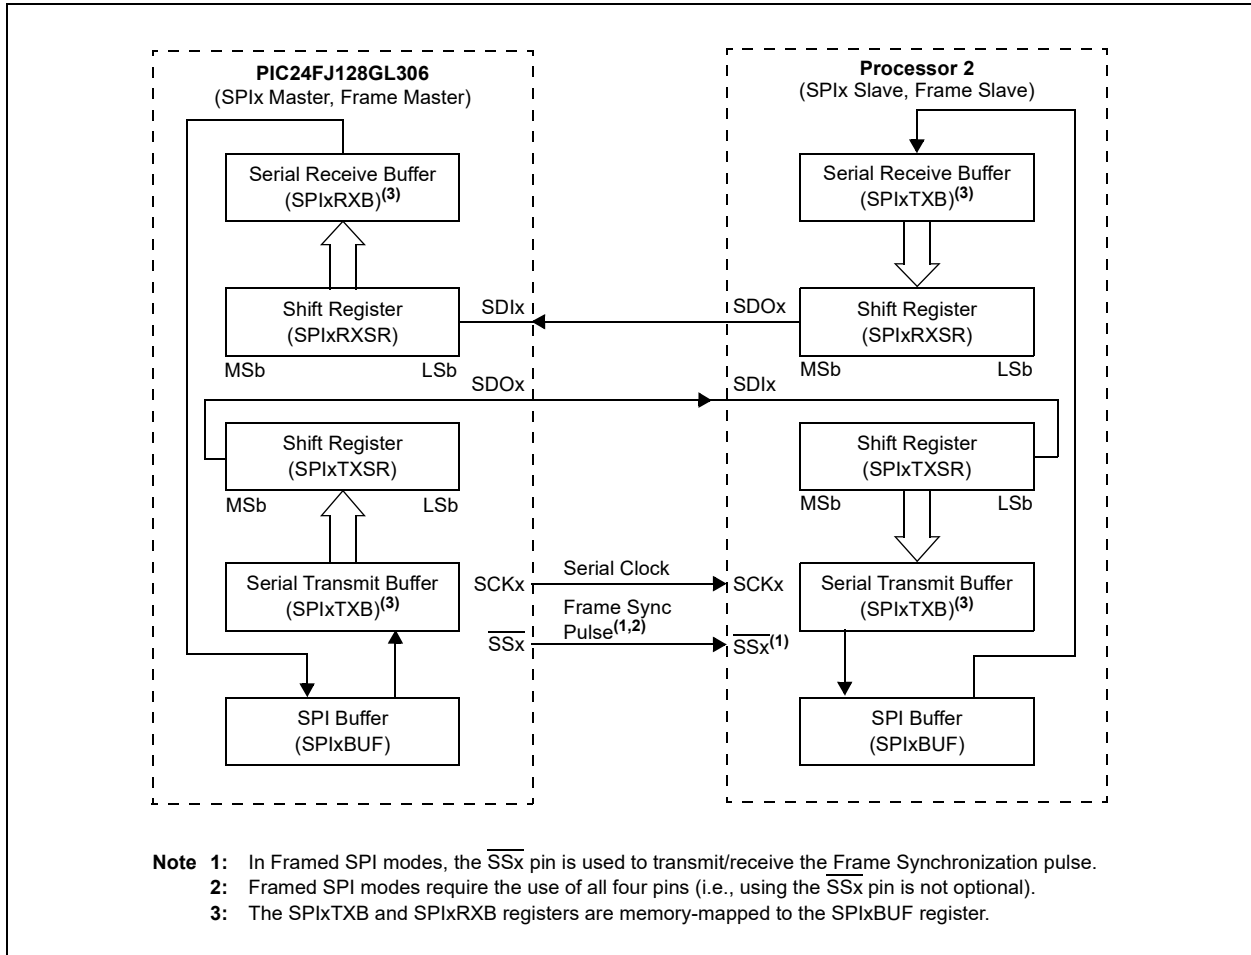 PIC24FJ128GL306
(SPIx Master, Frame Master)
Serial Receive Buffer
(SPIxRXB)(3)
Shift Register
(SPIxRXSR)
MSb LSb
Shift Register
(SPIxTXSR)
MSb LSb
Serial Transmit Buffer
(SPIxTXB)(3)
SPI Buffer
(SPIxBUF)
SDIx
SDOx
SCKx
SSx
Serial Clock
Frame Sync
Pulse(1,2)
SDOx
SDIx
SCKx
SSx(1)
Processor 2
(SPIx Slave, Frame Slave)
Serial Receive Buffer
(SPIxTXB)(3)
Shift Register
(SPIxRXSR)
MSb LSb
Shift Register
(SPIxTXSR)
MSb LSb
Serial Transmit Buffer
(SPIxTXB)(3)
SPI Buffer
(SPIxBUF)
Note 1: In Framed SPI modes, the SSx pin is used to transmit/receive the Frame Synchronization pulse.
2: Framed SPI modes require the use of all four pins (i.e., using the SSx pin is not optional).
3: The SPIxTXB and SPIxRXB registers are memory-mapped to the SPIxBUF register.